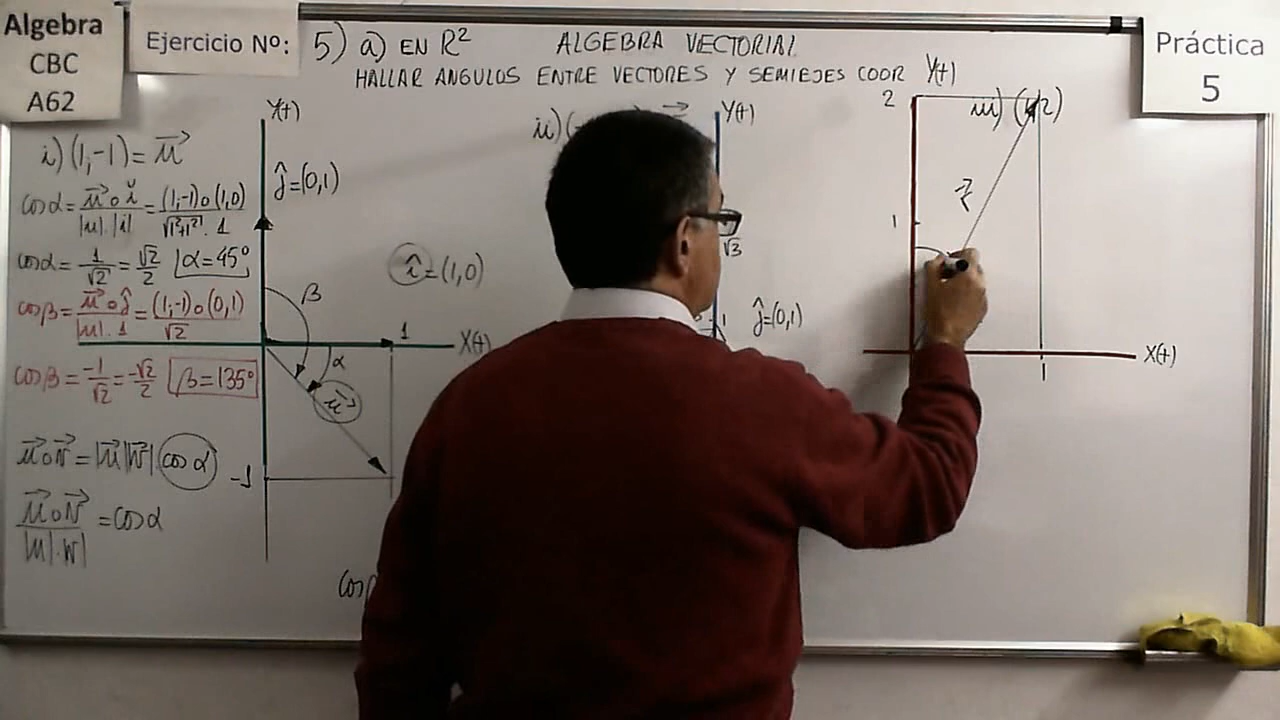 Algebra
CBC
A62
Ejercicio Nº:
Práctica
5
5) a) EN R² ALGEBRA VECTORIAL
HALLAR ANGULOS ENTRE VECTORES Y SEMIEJES COOR
i) (1,-1) = u⃗
cos α = u⃗ o ǐ / |u|.|i| = (1,-1) o (1,0) / √1²+1² . 1
cos α = 1/√2 = √2/2 |α = 45°
cos β = u⃗ o ĵ / |u|. 1 = (1,-1) o (0,1) / √2
cos β = -1/√2 = -√2/2 β = 135°
u⃗ o v⃗ = |u⃗||v⃗| cos α
u⃗ o v⃗ / |u|.|v| = cos α
Y(+)
ĵ = (0,1)
î = (1,0)
β
1
X(+)
α
u⃗
-1
cos
ii) (-
Y(+)
√3
1
ĵ = (0,1)
Y(+)
2
iii) (1,2)
z⃗
1
X(+)
1